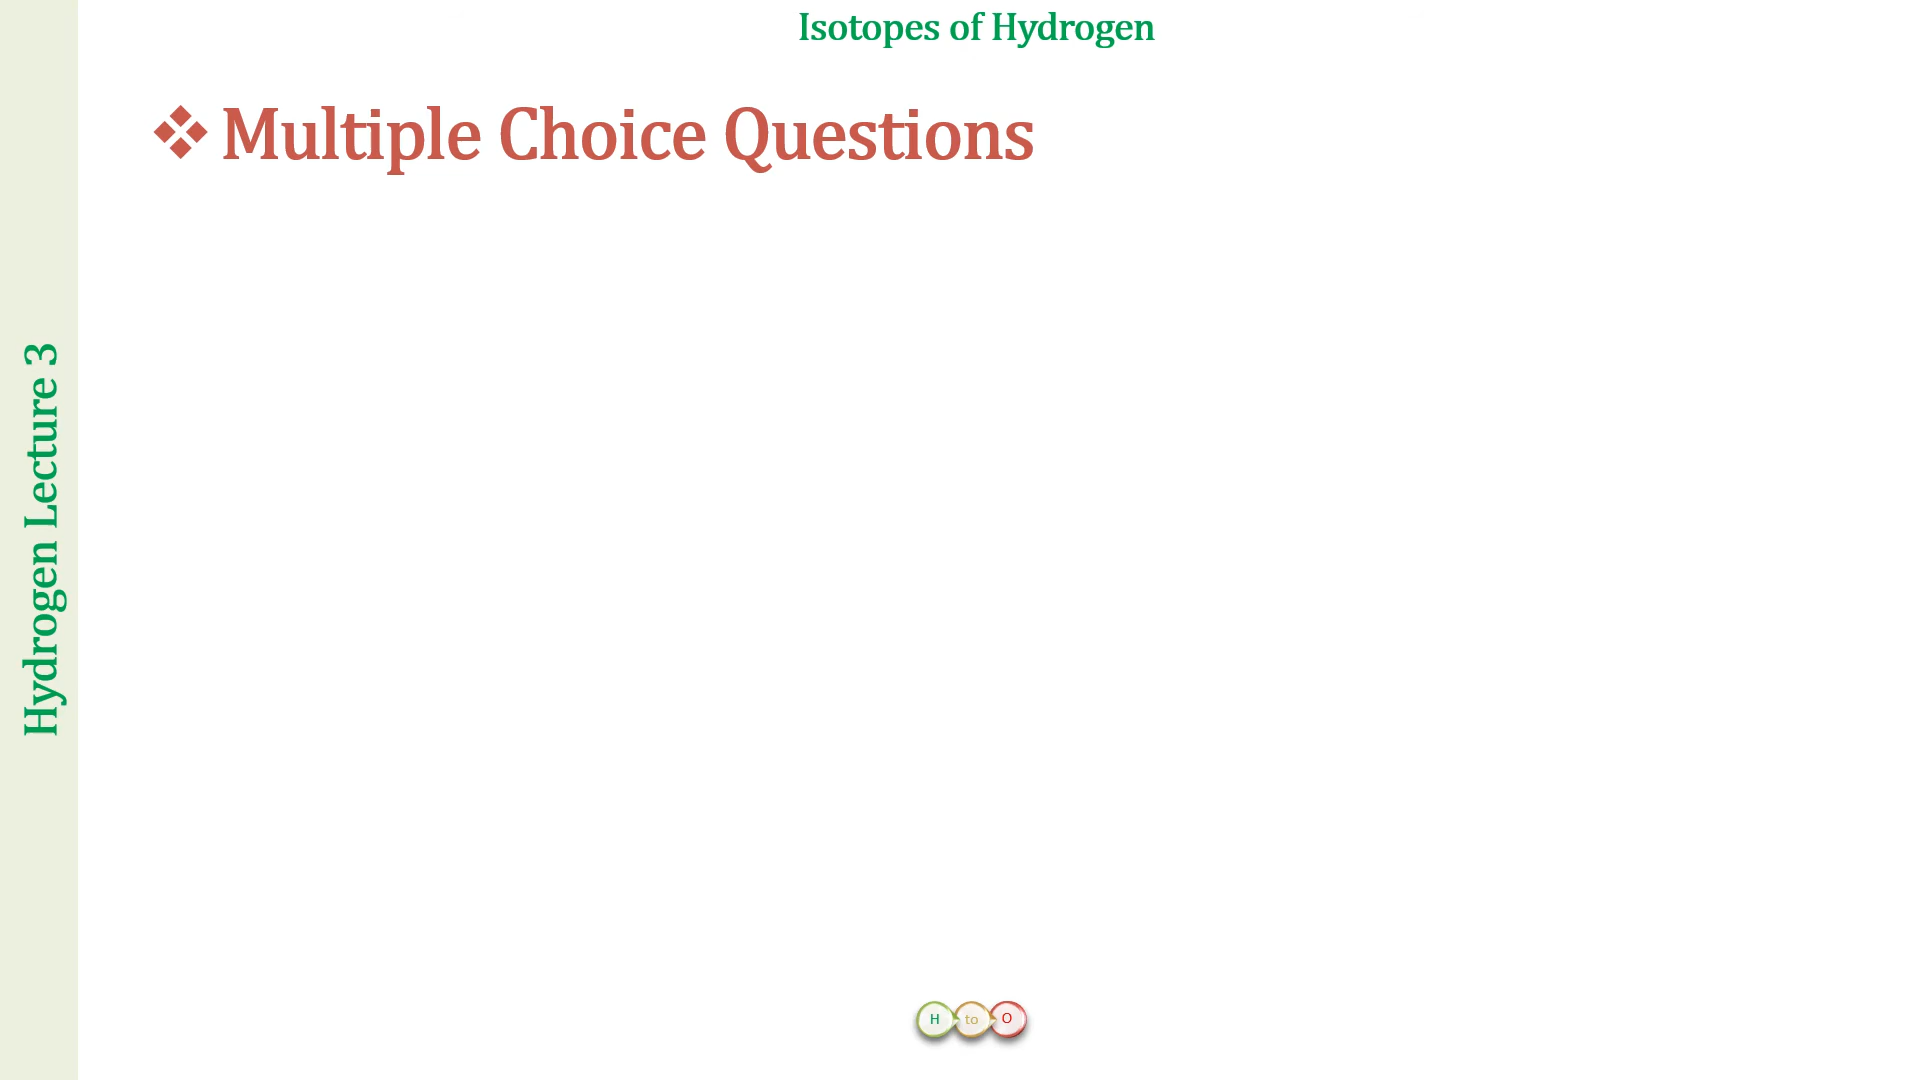 Isotopes of Hydrogen
Multiple Choice Questions
Hydrogen Lecture 3
H to O